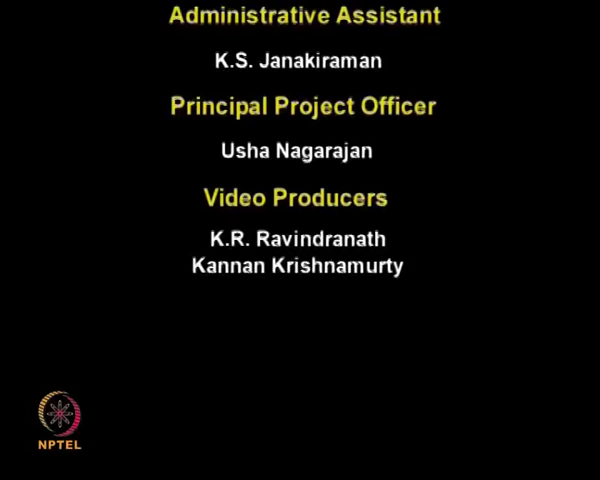 Administrative Assistant
K.S. Janakiraman
Principal Project Officer
Usha Nagarajan
Video Producers
K.R. Ravindranath
Kannan Krishnamurty
NPTEL